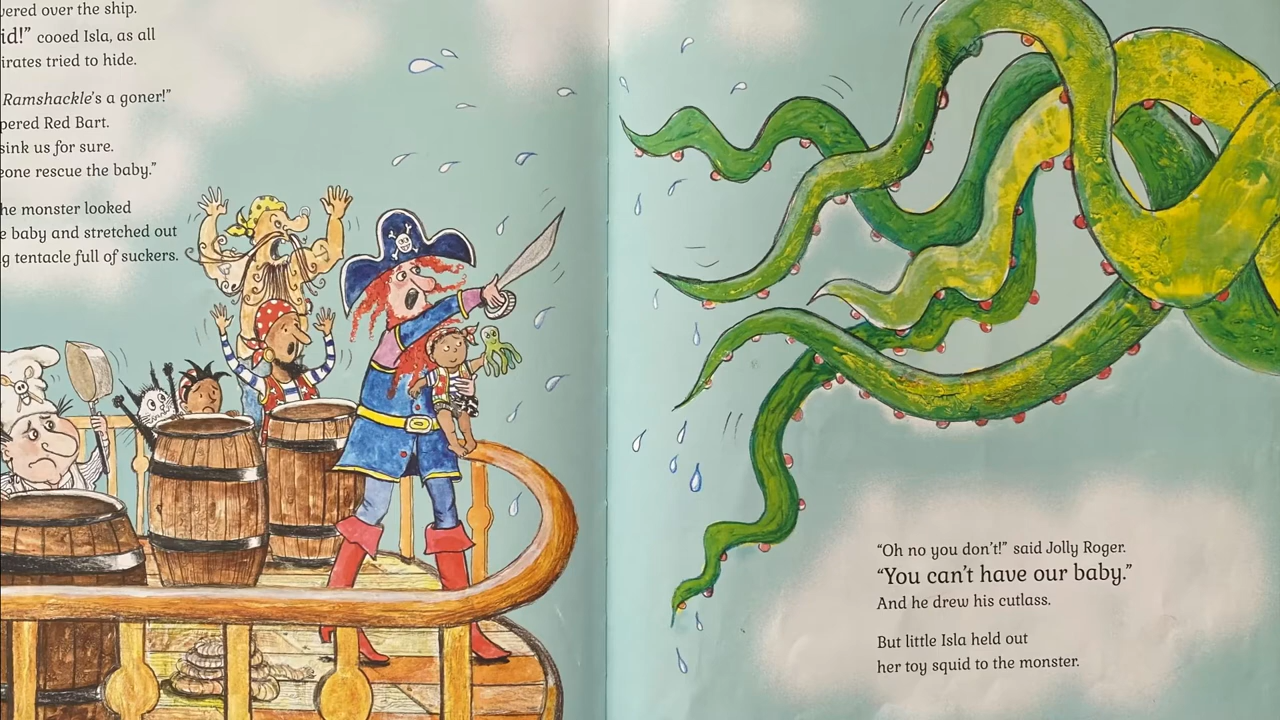 ered over the ship.
id!” cooed Isla, as all
irates tried to hide.
Ramshackle's a goner!”
pered Red Bart.
sink us for sure.
eone rescue the baby.”
he monster looked
e baby and stretched out
g tentacle full of suckers.
“Oh no you don't!” said Jolly Roger.
“You can't have our baby.”
And he drew his cutlass.
But little Isla held out
her toy squid to the monster.